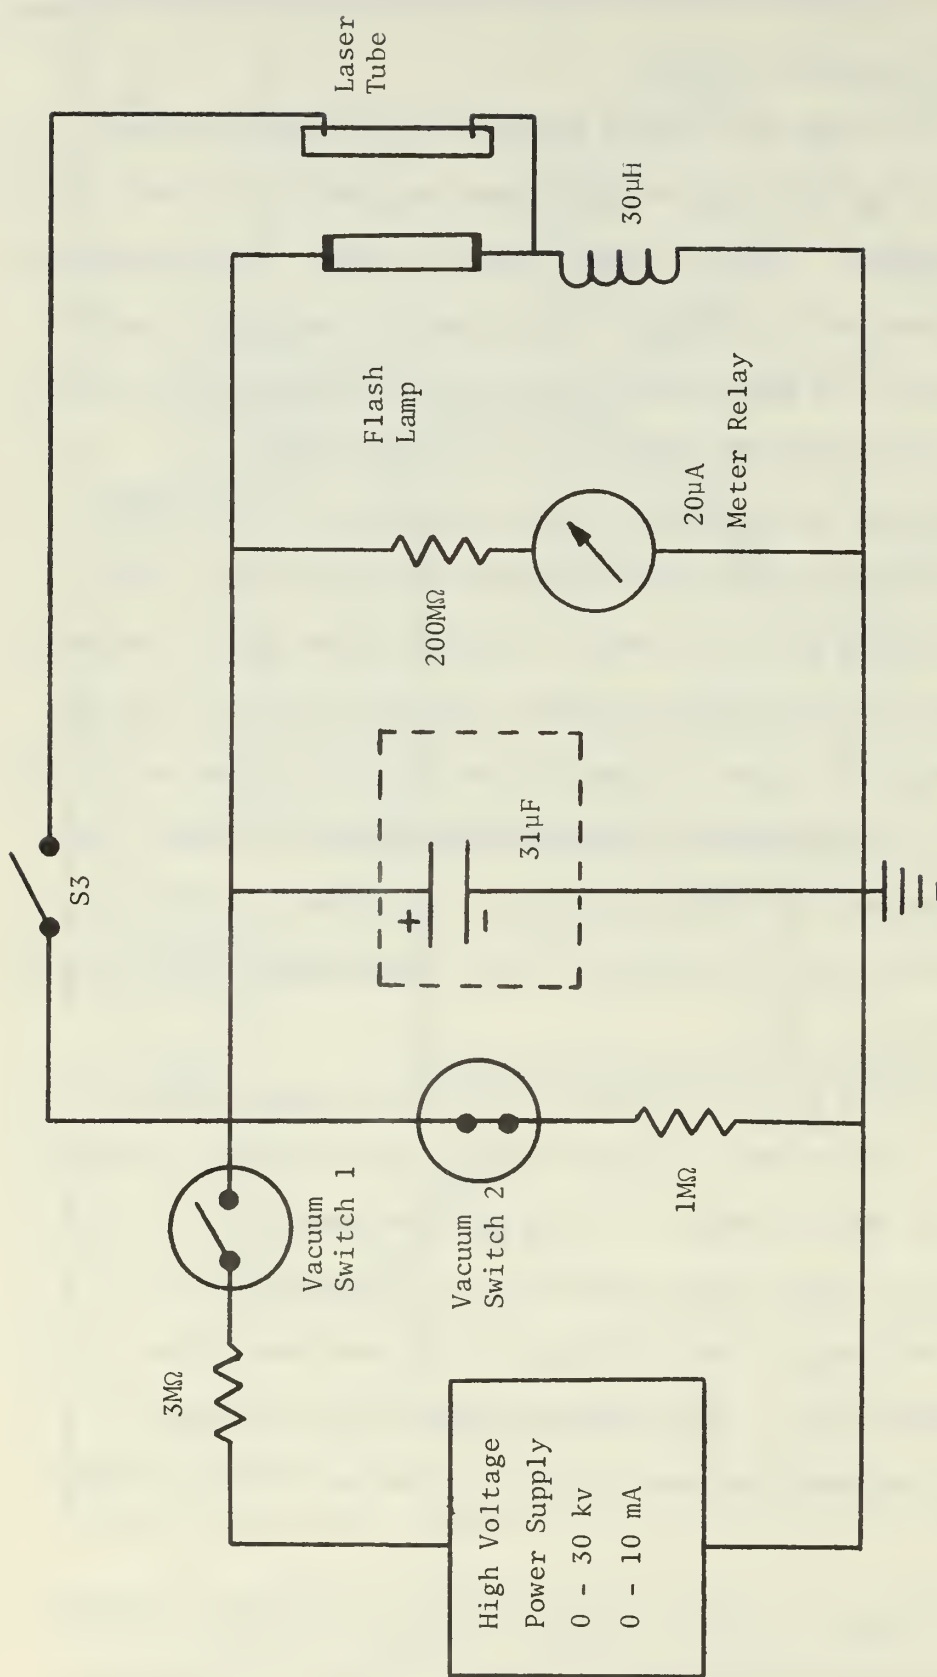 S3
Laser
Tube
3MΩ
Vacuum
Switch 1
Flash
Lamp
30μH
High Voltage
Power Supply
0 - 30 kv
0 - 10 mA
Vacuum
Switch 2
+
-
31μF
200MΩ
20μA
Meter Relay
1MΩ